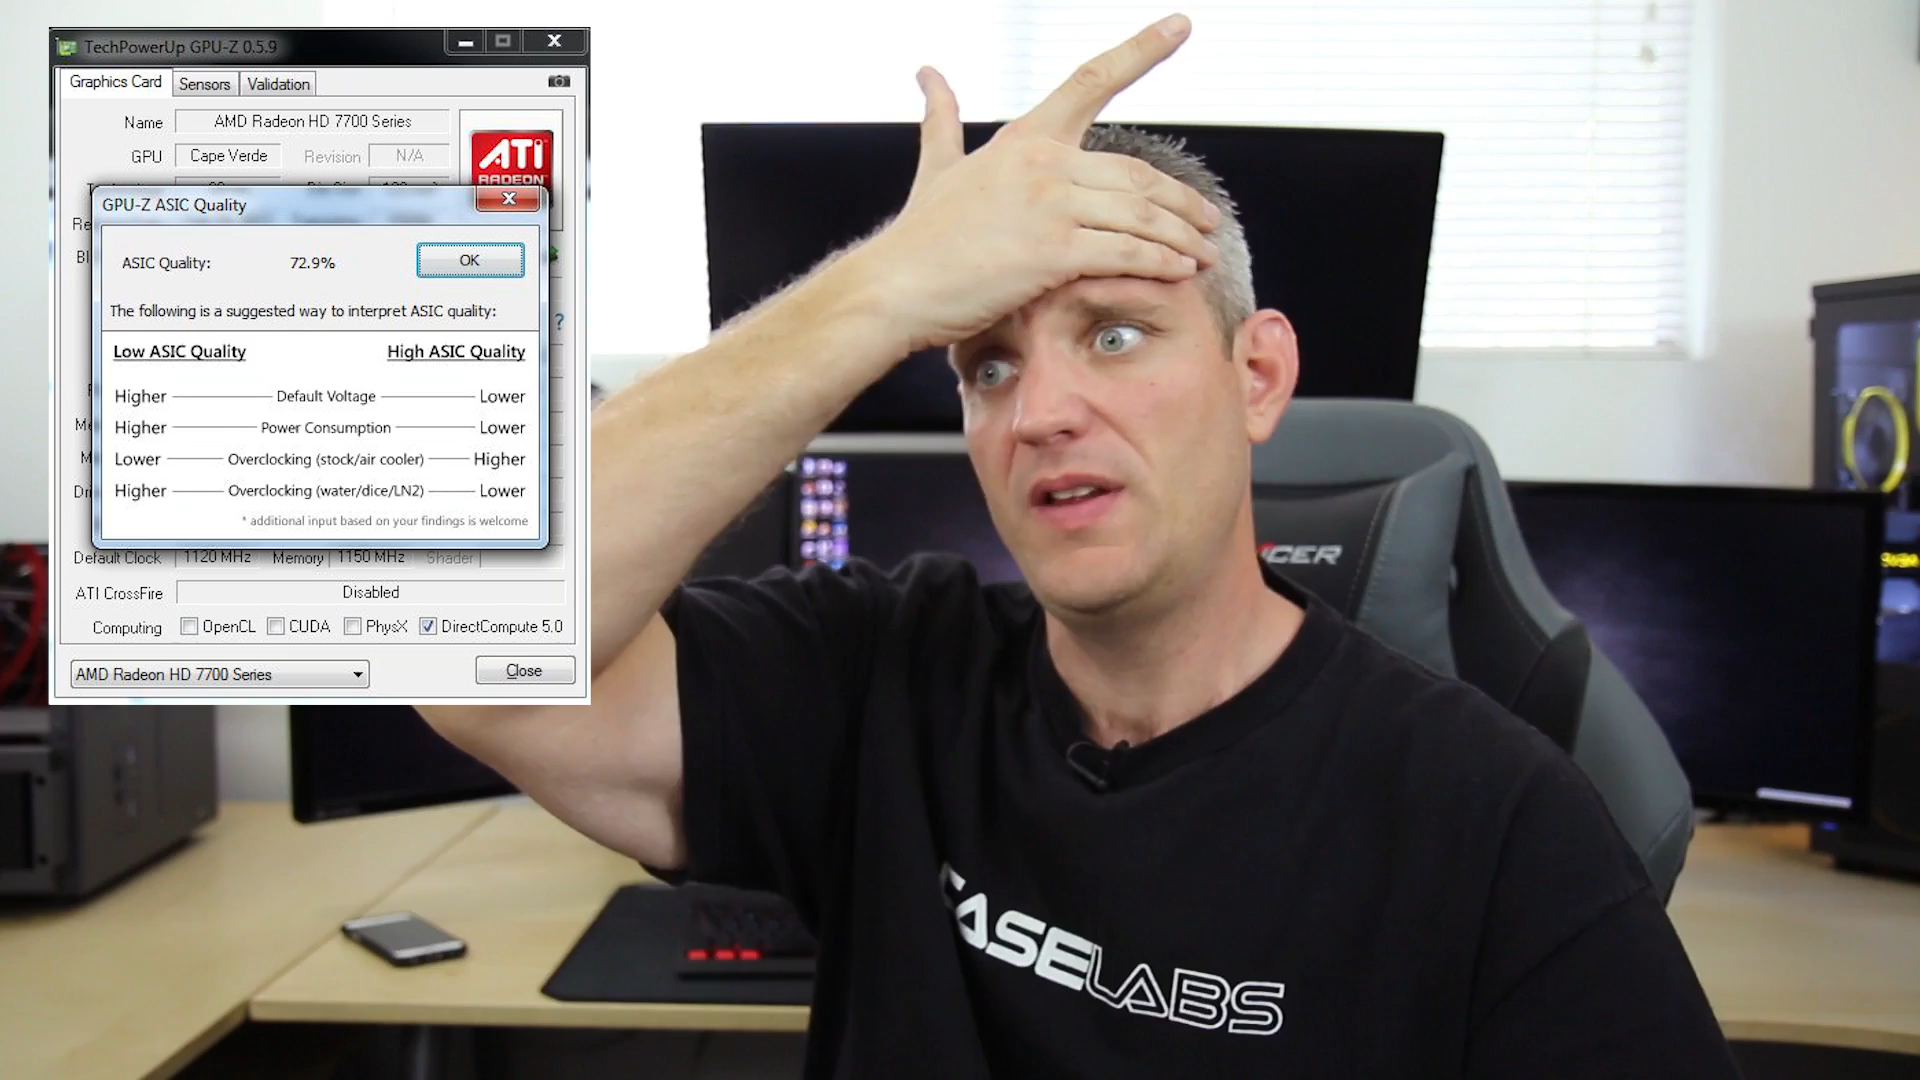 TechPowerUp GPU-Z 0.5.9
Graphics Card Sensors Validation
Name AMD Radeon HD 7700 Series
GPU Cape Verde Revision N/A
ATI
RADEON
GPU-Z ASIC Quality
ASIC Quality: 72.9% OK
The following is a suggested way to interpret ASIC quality:
Low ASIC Quality High ASIC Quality
Higher Default Voltage Lower
Higher Power Consumption Lower
Lower Overclocking (stock/air cooler) Higher
Higher Overclocking (water/dice/LN2) Lower
* additional input based on your findings is welcome
Default Clock 1120 MHz Memory 1150 MHz Shader
ATI CrossFire Disabled
Computing OpenCL CUDA PhysX DirectCompute 5.0
AMD Radeon HD 7700 Series Close
CASELABS